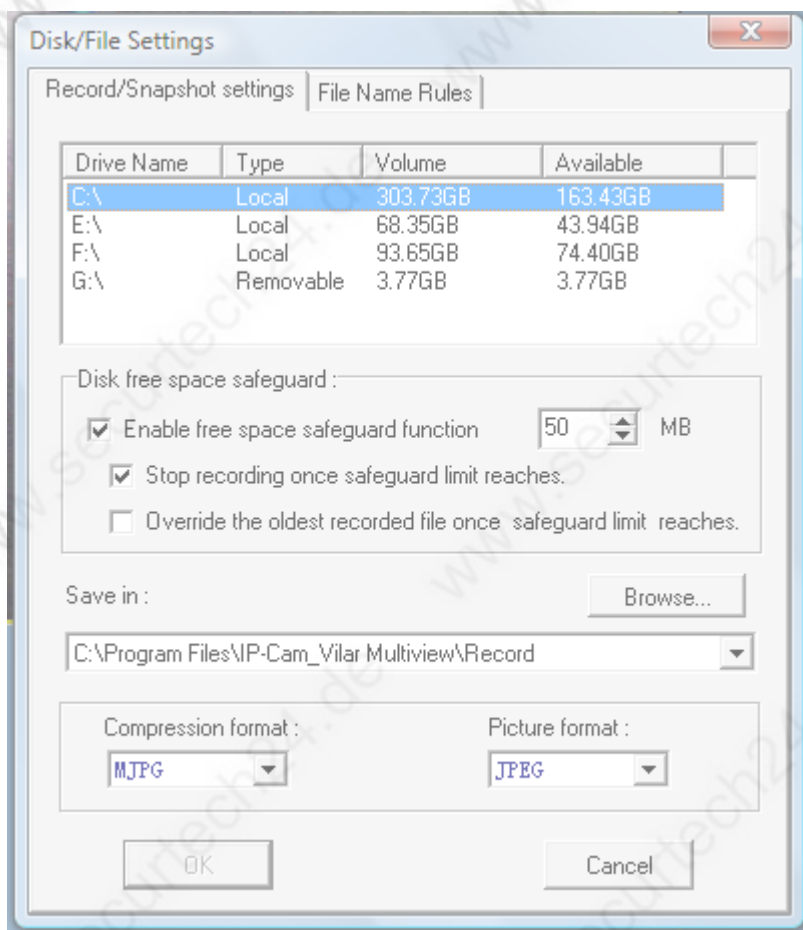 Disk/File Settings
Record/Snapshot settings File Name Rules
Drive Name Type Volume Available
C:\ Local 303.73GB 163.43GB
E:\ Local 68.35GB 43.94GB
F:\ Local 93.65GB 74.40GB
G:\ Removable 3.77GB 3.77GB
Disk free space safeguard :
Enable free space safeguard function 50 MB
Stop recording once safeguard limit reaches.
Override the oldest recorded file once safeguard limit reaches.
Save in : Browse...
C:\Program Files\IP-Cam_Vilar Multiview\Record
Compression format : Picture format :
MJPG JPEG
OK Cancel
www.securtech24.de